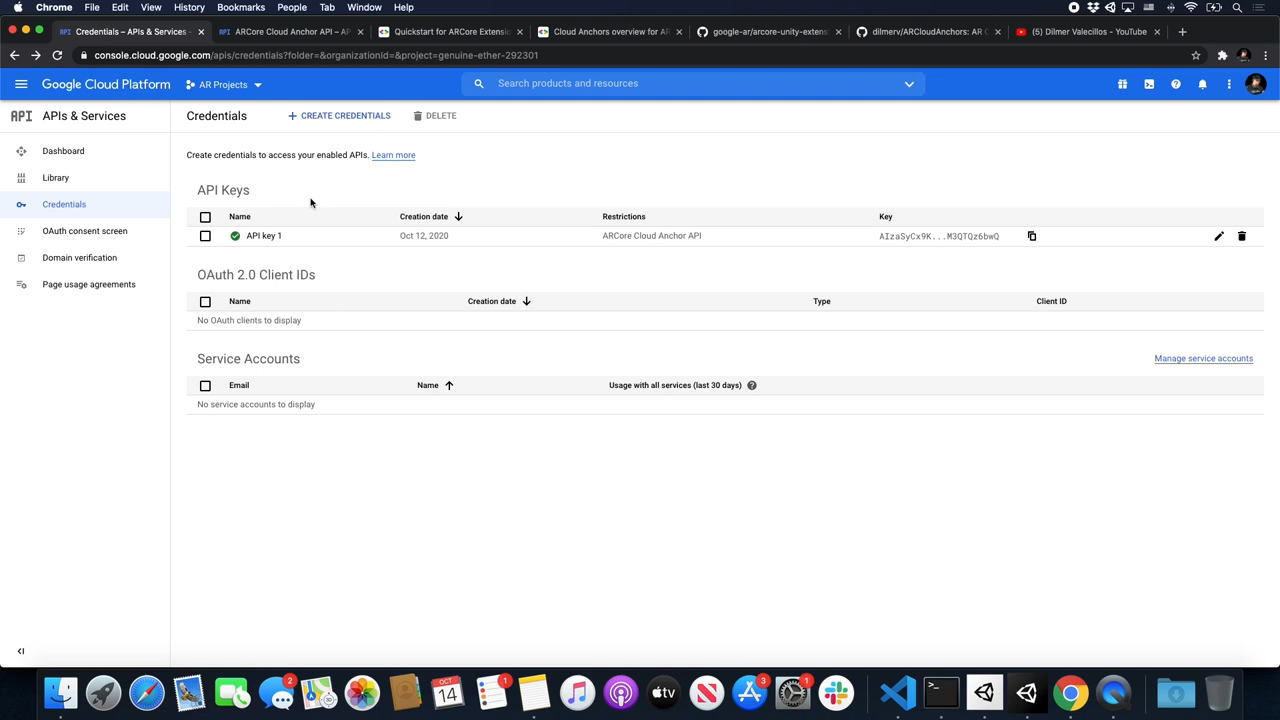 Chrome File Edit View History Bookmarks People Tab Window Help
Credentials – APIs & Services -
ARCore Cloud Anchor API – AP
Quickstart for ARCore Extensio
Cloud Anchors overview for AR
google-ar/arcore-unity-extens
dilmerv/ARCloudAnchors: AR C
(5) Dilmer Valecillos - YouTube
console.cloud.google.com/apis/credentials?folder=&organizationId=&project=genuine-ether-292301
Google Cloud Platform
AR Projects
Search products and resources
API APIs & Services
Credentials
CREATE CREDENTIALS
DELETE
Dashboard
Library
Credentials
OAuth consent screen
Domain verification
Page usage agreements
Create credentials to access your enabled APIs. Learn more
API Keys
Name Creation date Restrictions Key
API key 1 Oct 12, 2020 ARCore Cloud Anchor API AIzaSyCx9K...M3QTQz6bwQ
OAuth 2.0 Client IDs
Name Creation date Type Client ID
No OAuth clients to display
Service Accounts
Manage service accounts
Email Name Usage with all services (last 30 days)
No service accounts to display
2
OCT
14
1
tv
3
1